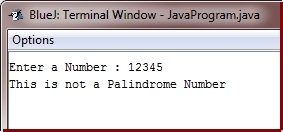 BlueJ: Terminal Window - JavaProgram.java
Options
Enter a Number : 12345
This is not a Palindrome Number